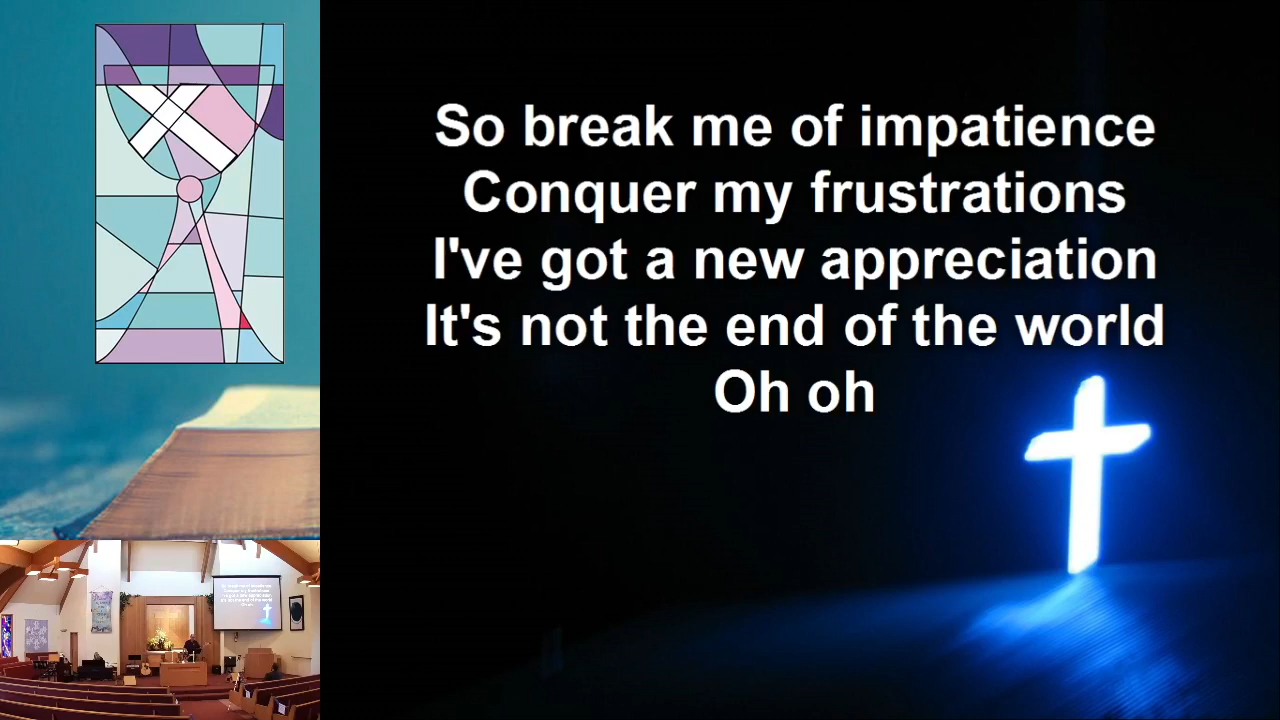 So break me of impatience
Conquer my frustrations
I've got a new appreciation
It's not the end of the world
Oh oh